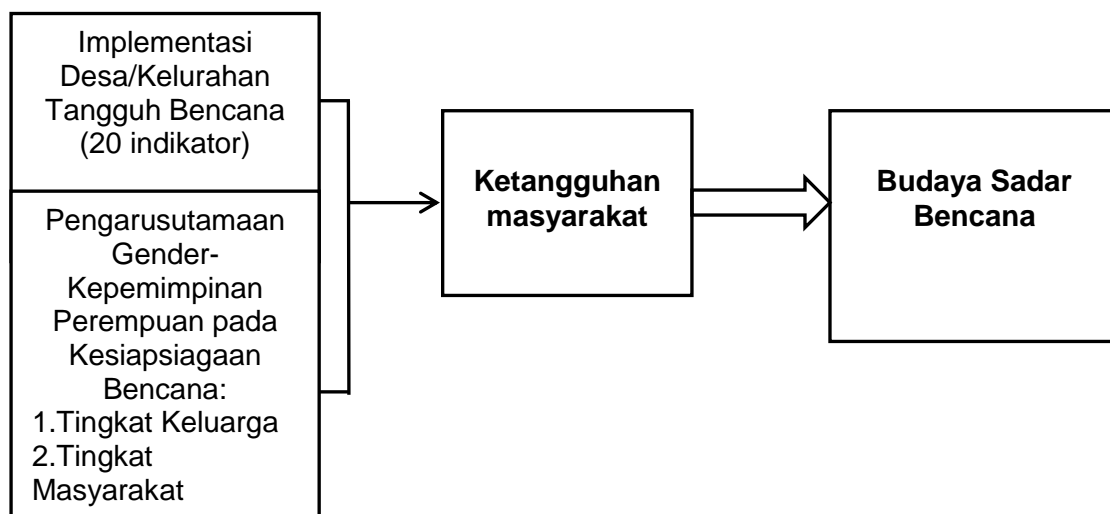 Implementasi
Desa/Kelurahan
Tangguh Bencana
(20 indikator)
Pengarusutamaan
Gender-
Kepemimpinan
Perempuan pada
Kesiapsiagaan
Bencana:
1.Tingkat Keluarga
2.Tingkat
Masyarakat
Ketangguhan
masyarakat
Budaya Sadar
Bencana